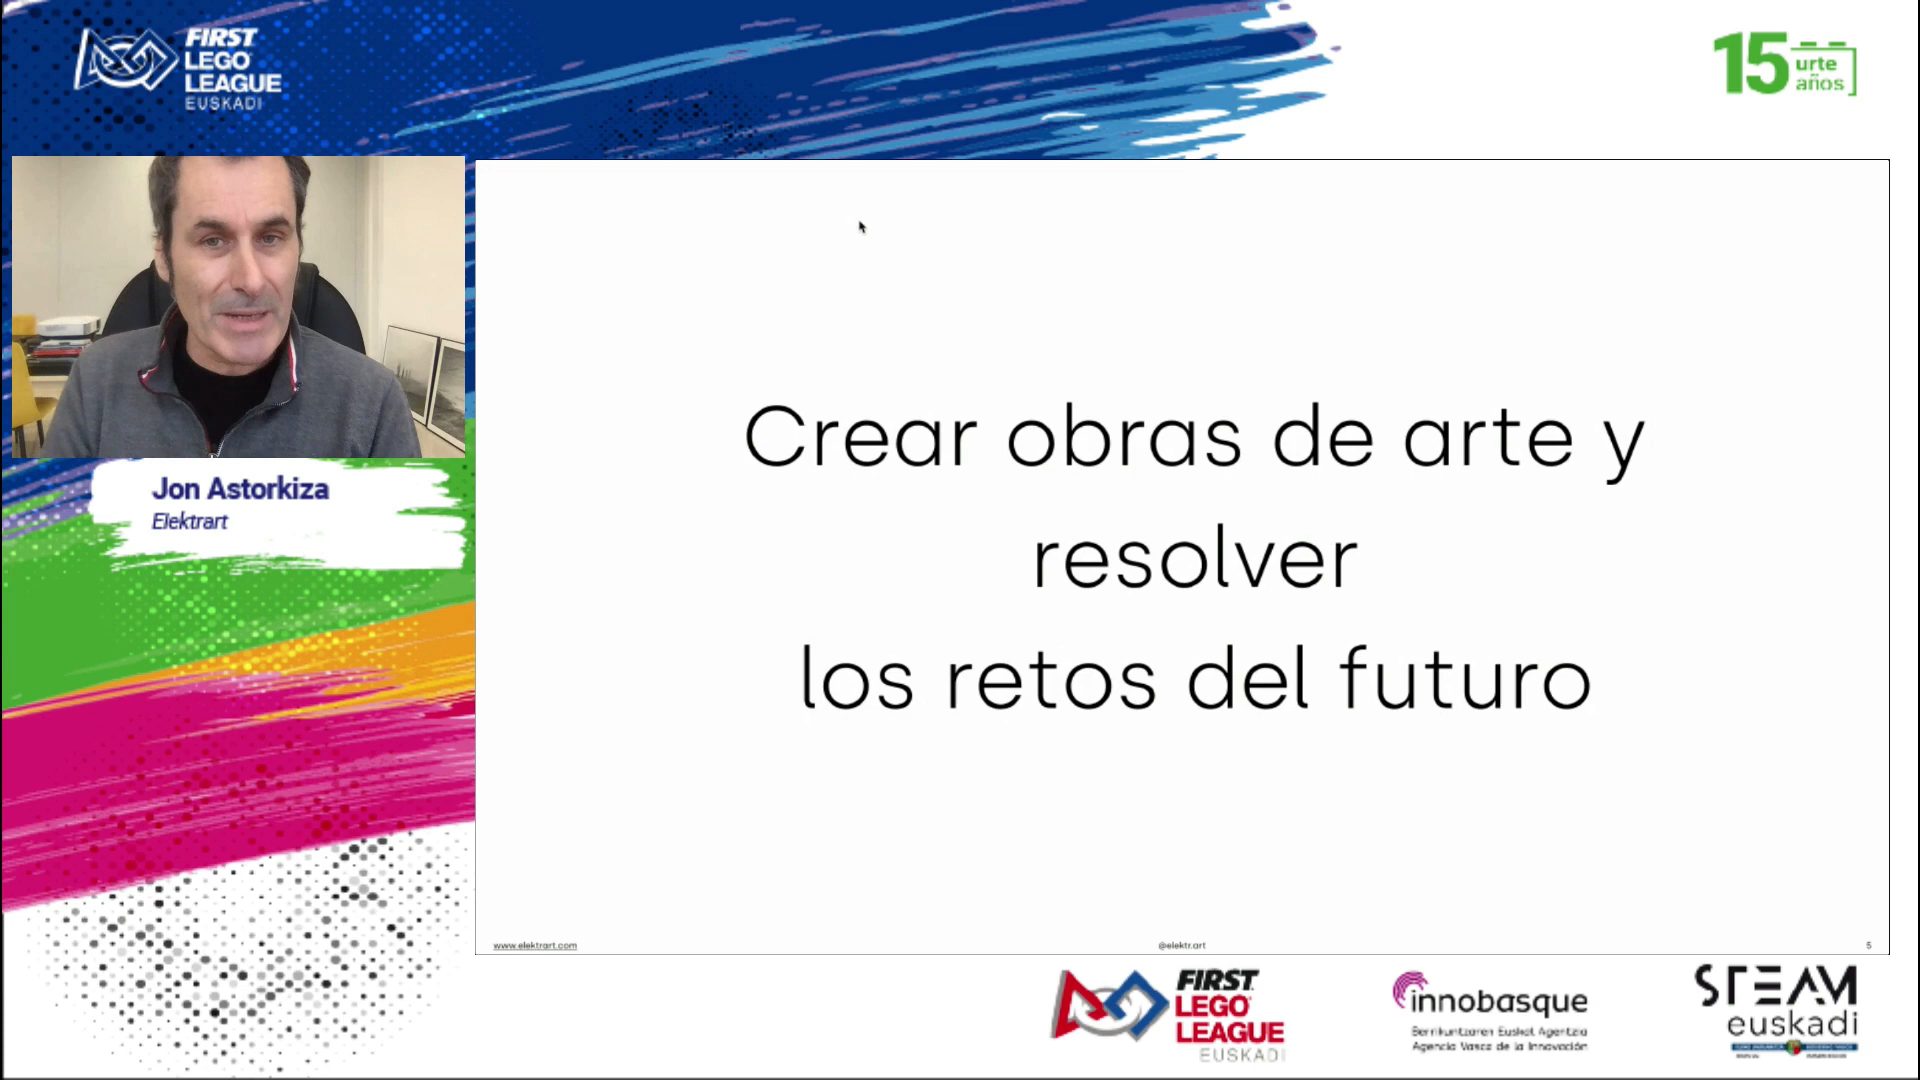 FIRST
LEGO
LEAGUE
EUSKADI
15 urte
años
Jon Astorkiza
Elektrart
Crear obras de arte y
resolver
los retos del futuro
www.elektrart.com
@elektr.art
5
FIRST
LEGO
LEAGUE
EUSKADI
innobasque
Berrikuntzaren Euskal Agentzia
Agencia Vasca de la Innovación
STEAM
euskadi